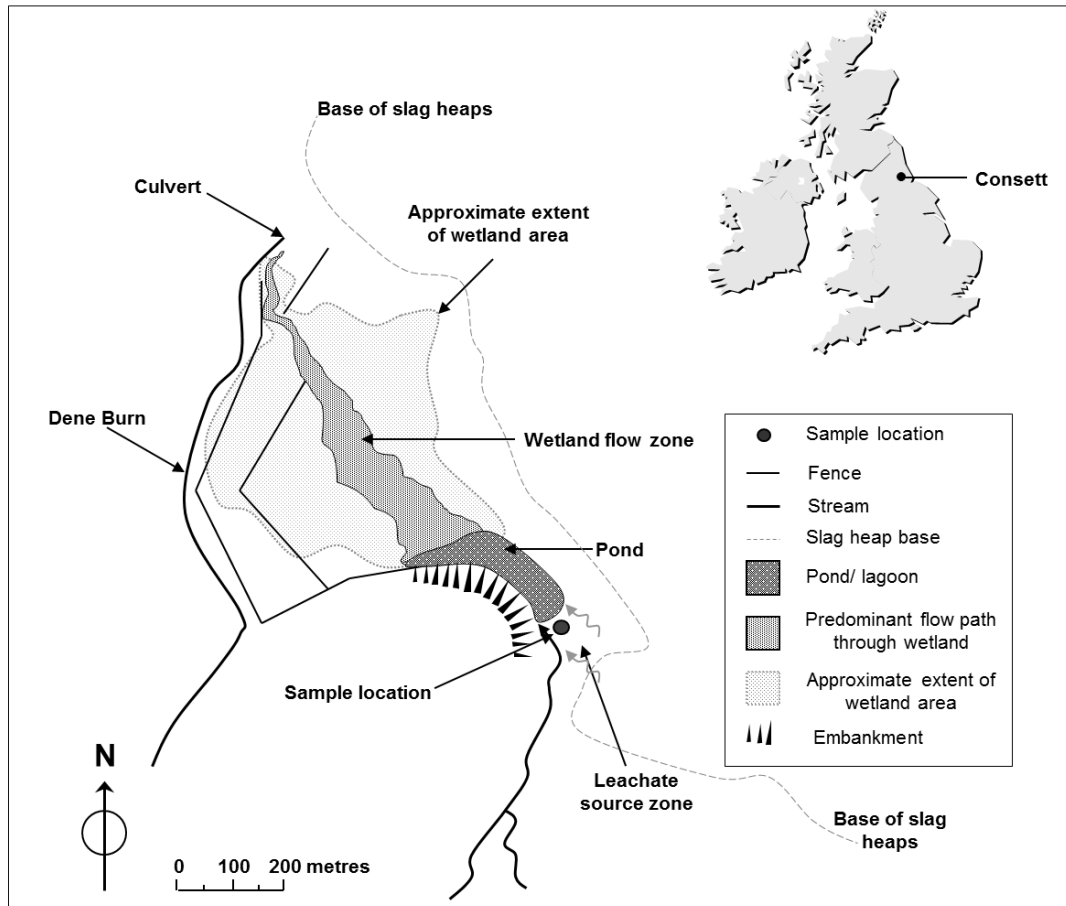 Base of slag heaps
Culvert
Approximate extent
of wetland area
Consett
Dene Burn
Wetland flow zone
Pond
Sample location
Leachate
source zone
Base of slag
heaps
N
0 100 200 metres
Sample location
Fence
Stream
Slag heap base
Pond/ lagoon
Predominant flow path
through wetland
Approximate extent of
wetland area
Embankment